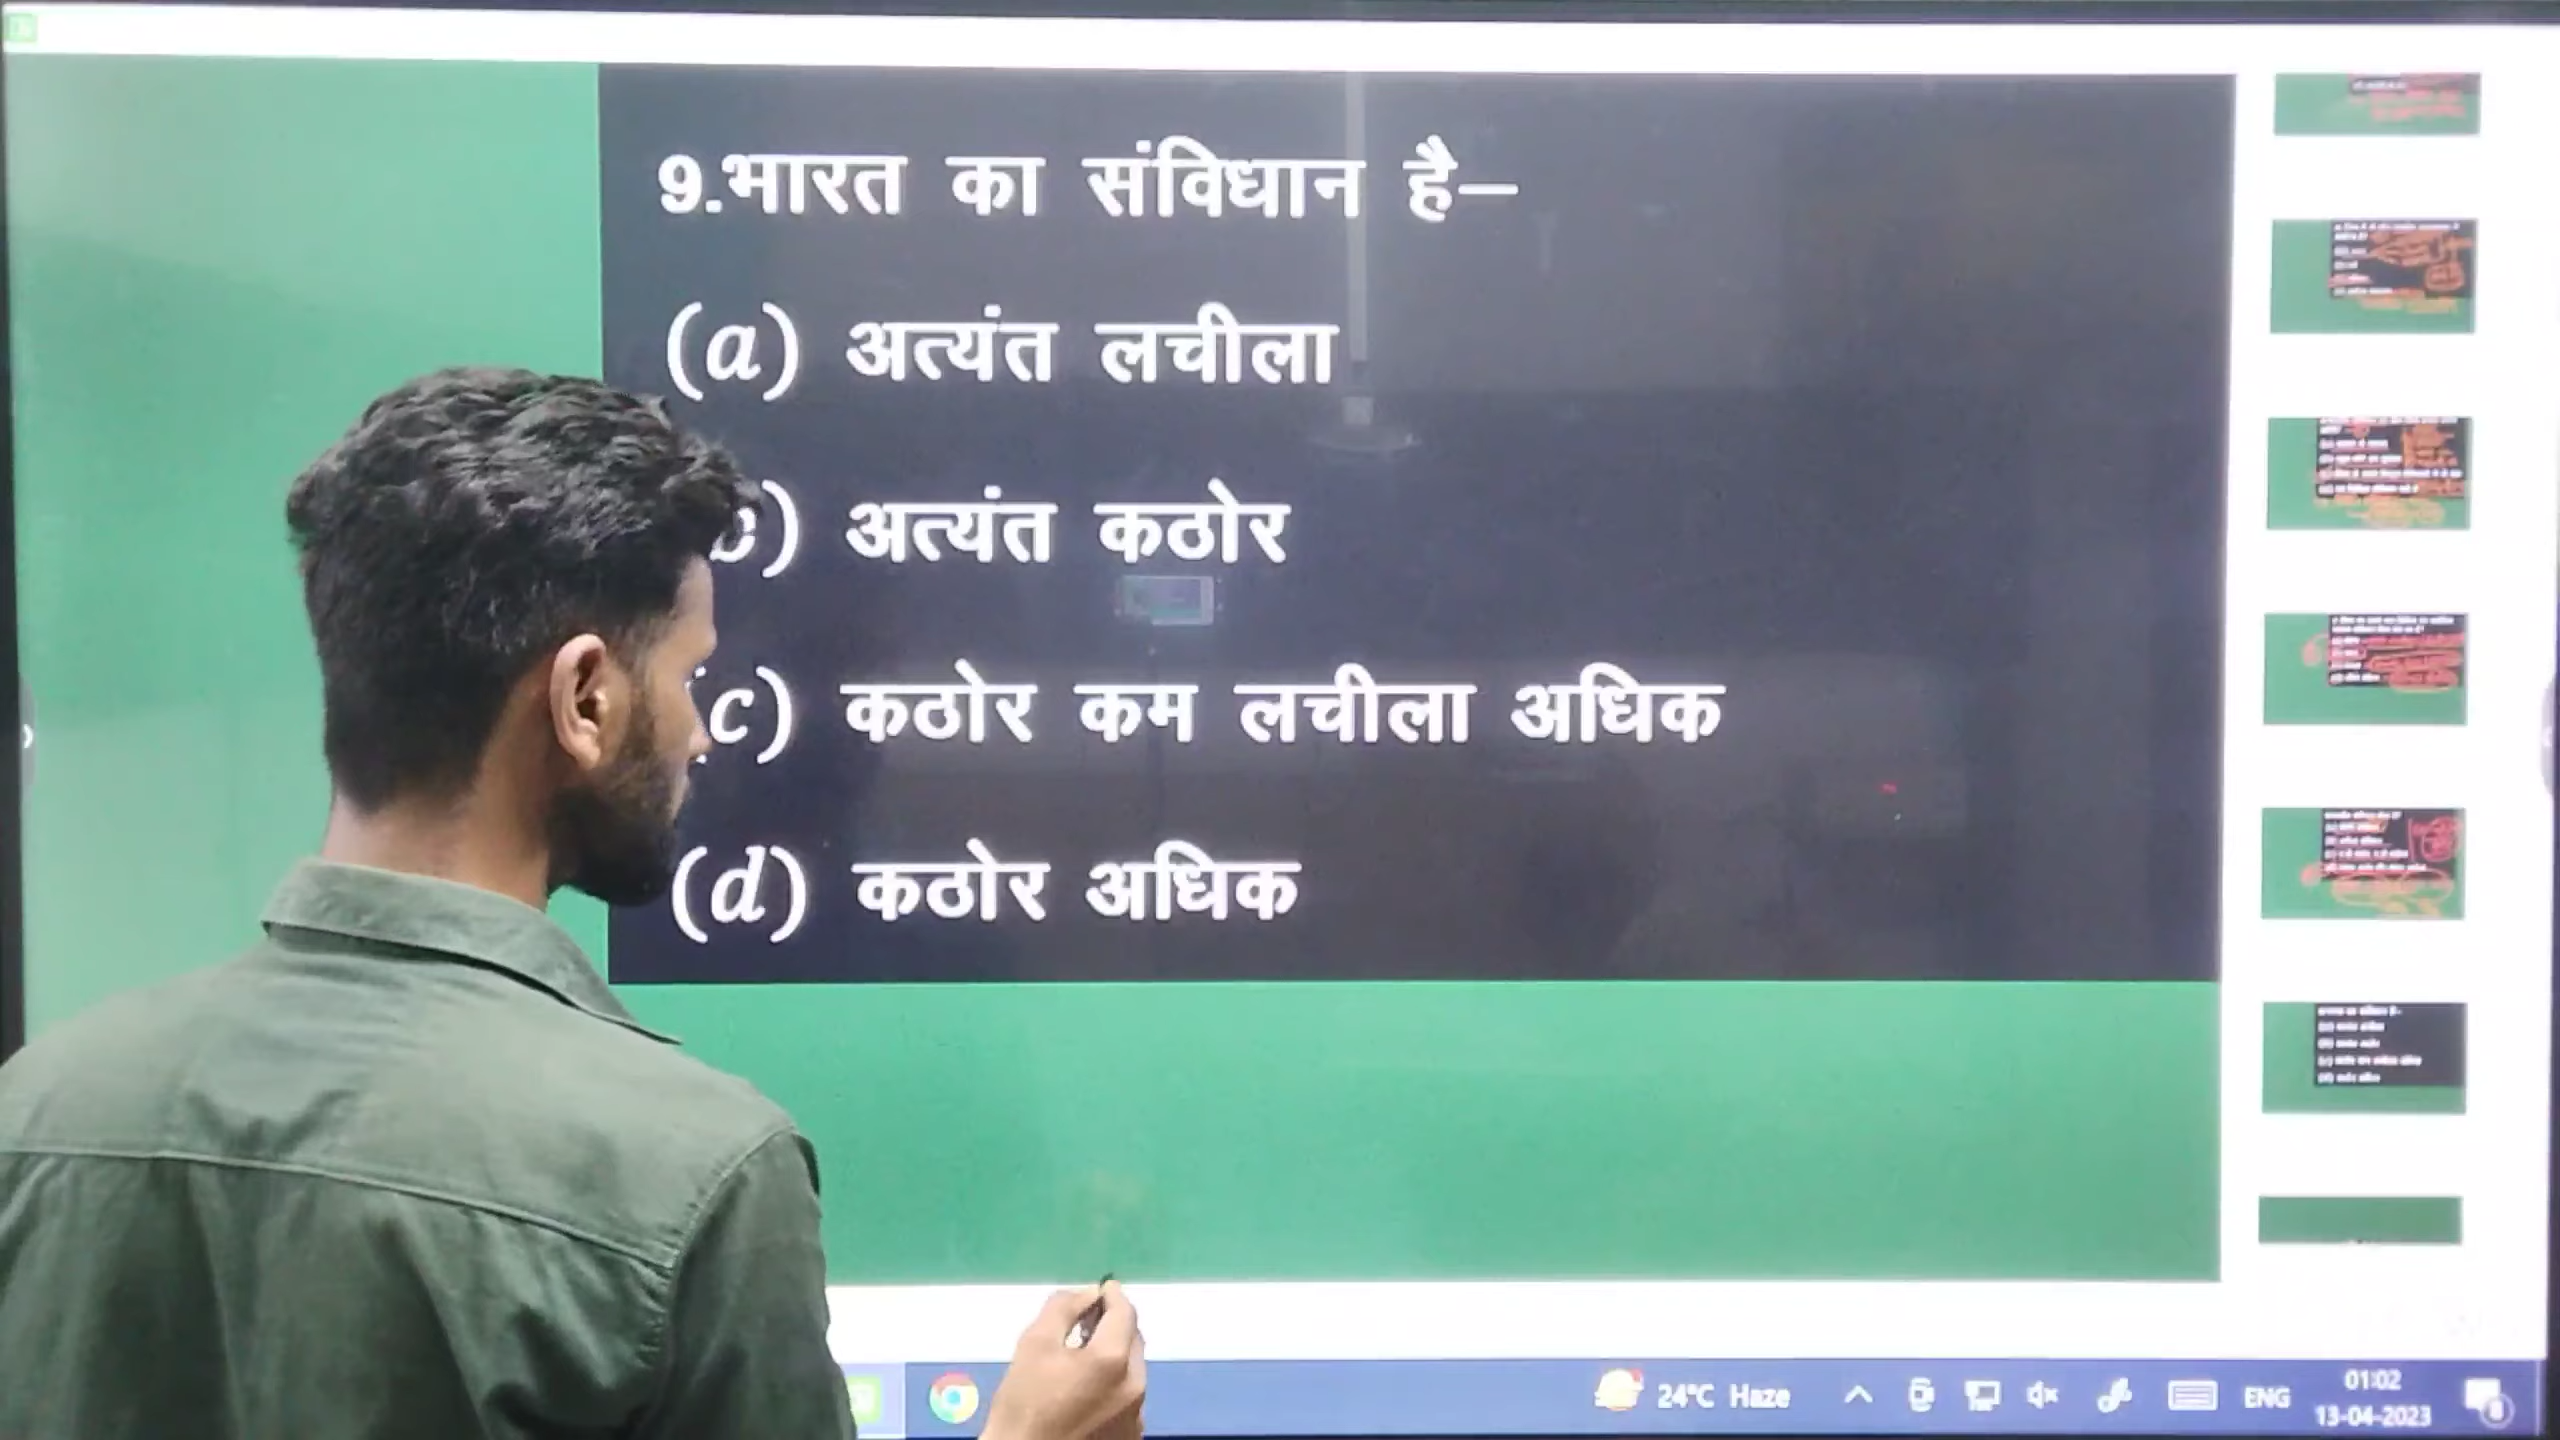 9.भारत का संविधान है–
(a) अत्यंत लचीला
) अत्यंत कठोर
(c) कठोर कम लचीला अधिक
(d) कठोर अधिक
24°C Haze
ENG
01:02
13-04-2023